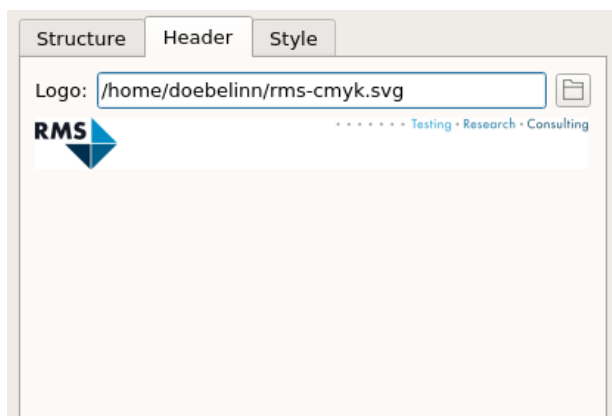 Structure Header Style
Logo: /home/doebelinn/rms-cmyk.svg
RMS · · · · · · · Testing · Research · Consulting